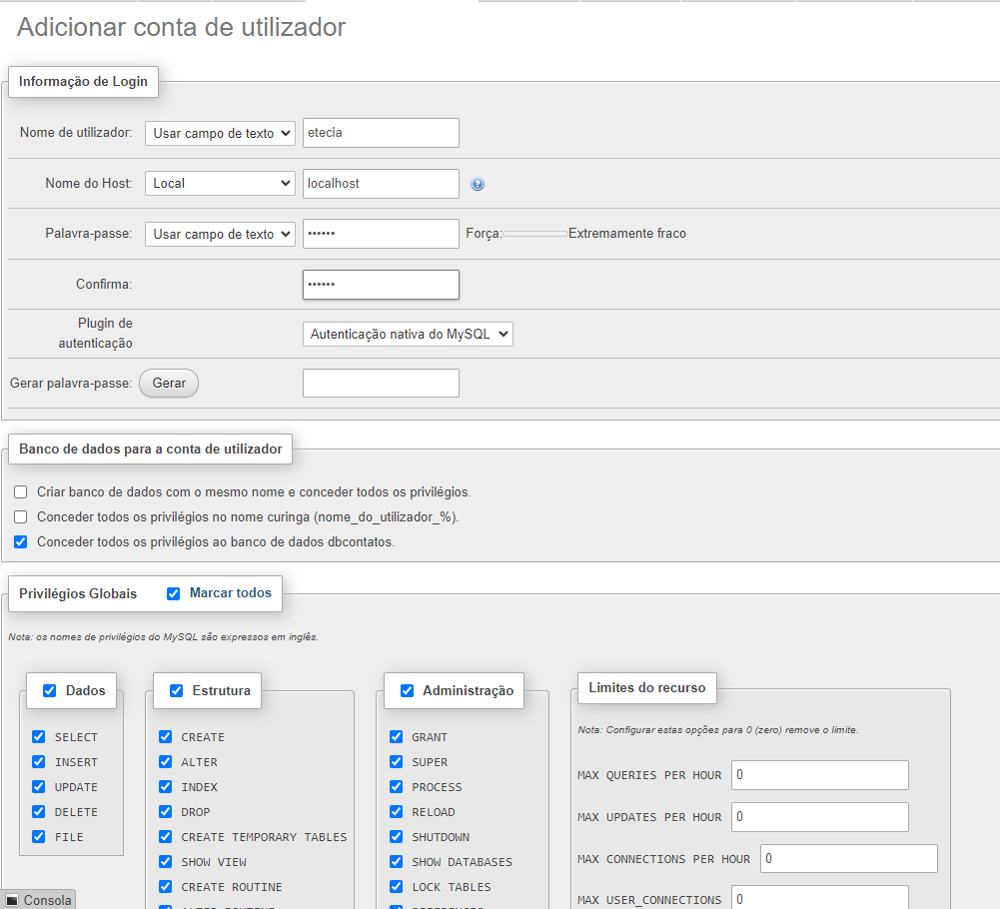 Adicionar conta de utilizador
Informação de Login
Nome de utilizador: Usar campo de texto etecia
Nome do Host: Local localhost
Palavra-passe: Usar campo de texto •••••• Força: Extremamente fraco
Confirma: ••••••
Plugin de
autenticação
Autenticação nativa do MySQL
Gerar palavra-passe: Gerar
Banco de dados para a conta de utilizador
Criar banco de dados com o mesmo nome e conceder todos os privilégios.
Conceder todos os privilégios no nome curinga (nome_do_utilizador_%).
Conceder todos os privilégios ao banco de dados dbcontatos.
Privilégios Globais Marcar todos
Nota: os nomes de privilégios do MySQL são expressos em inglês.
Dados
SELECT
INSERT
UPDATE
DELETE
FILE
Estrutura
CREATE
ALTER
INDEX
DROP
CREATE TEMPORARY TABLES
SHOW VIEW
CREATE ROUTINE
Administração
GRANT
SUPER
PROCESS
RELOAD
SHUTDOWN
SHOW DATABASES
LOCK TABLES
Limites do recurso
Nota: Configurar estas opções para 0 (zero) remove o limite.
MAX QUERIES PER HOUR 0
MAX UPDATES PER HOUR 0
MAX CONNECTIONS PER HOUR 0
MAX USER_CONNECTIONS 0
Consola